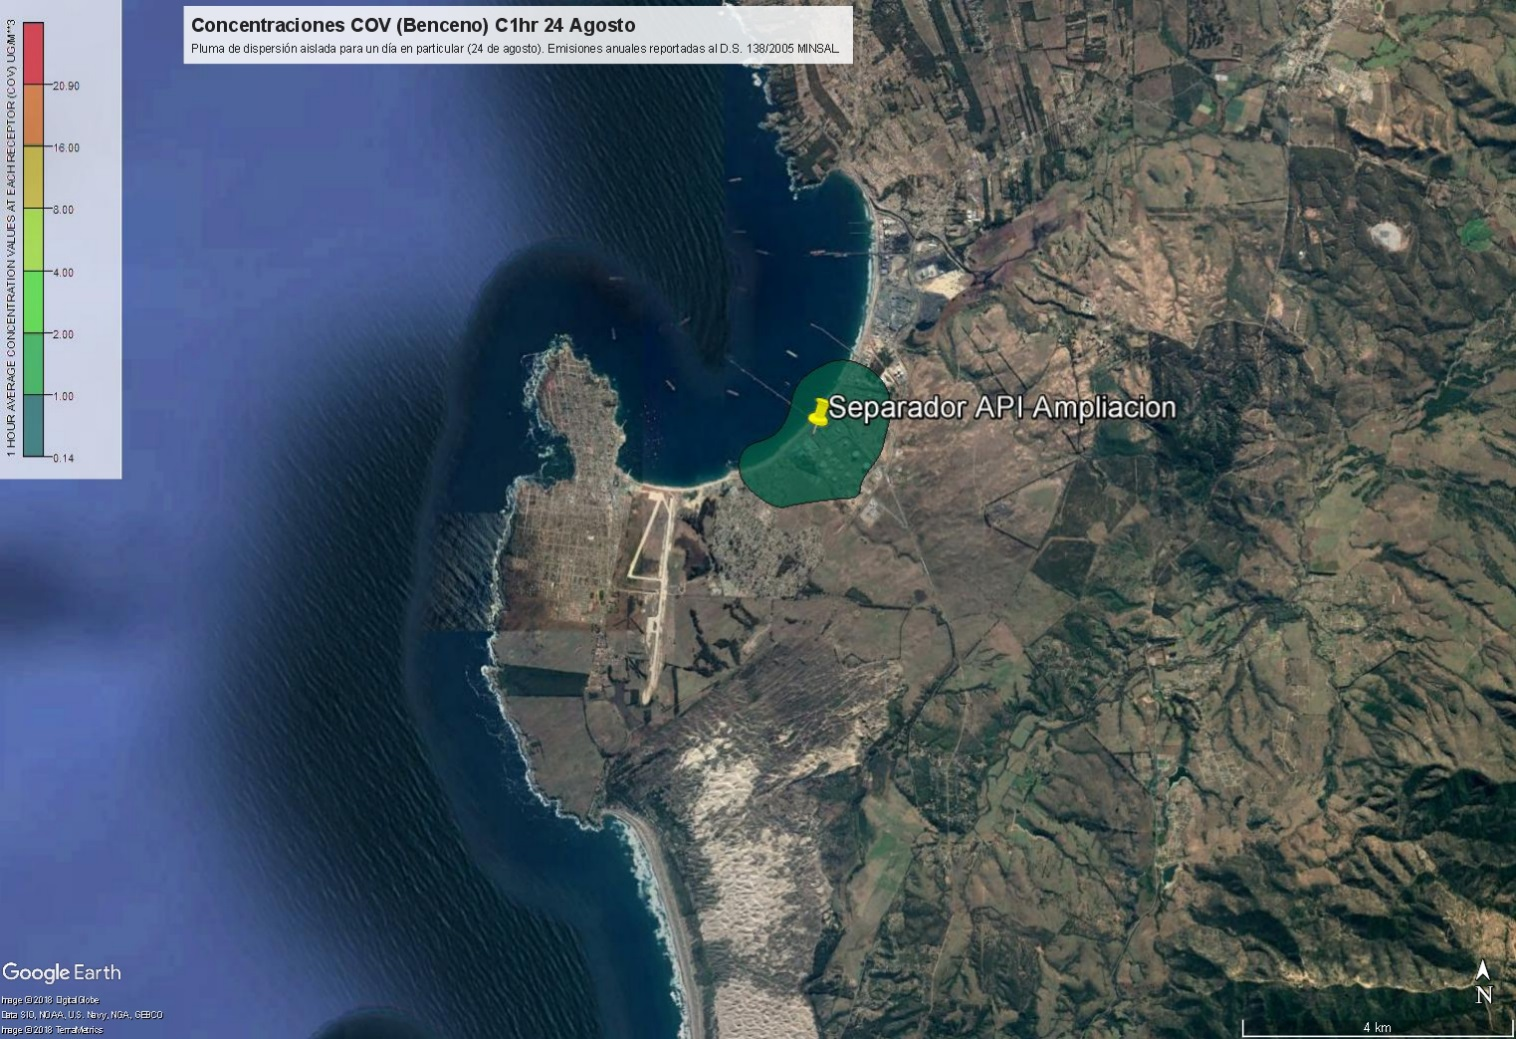 Concentraciones COV (Benceno) C1hr 24 Agosto
Pluma de dispersión aislada para un día en particular (24 de agosto). Emisiones anuales reportadas al D.S. 138/2005 MINSAL
1 HOUR AVERAGE CONCENTRATION VALUES AT EACH RECEPTOR (COV) UG/M**3
20.90
16.00
8.00
4.00
2.00
1.00
0.14
Separador API Ampliacion
Google Earth
Image © 2018 DigitalGlobe
Data SIO, NOAA, U.S. Navy, NGA, GEBCO
Image © 2018 TerraMetrics
N
4 km